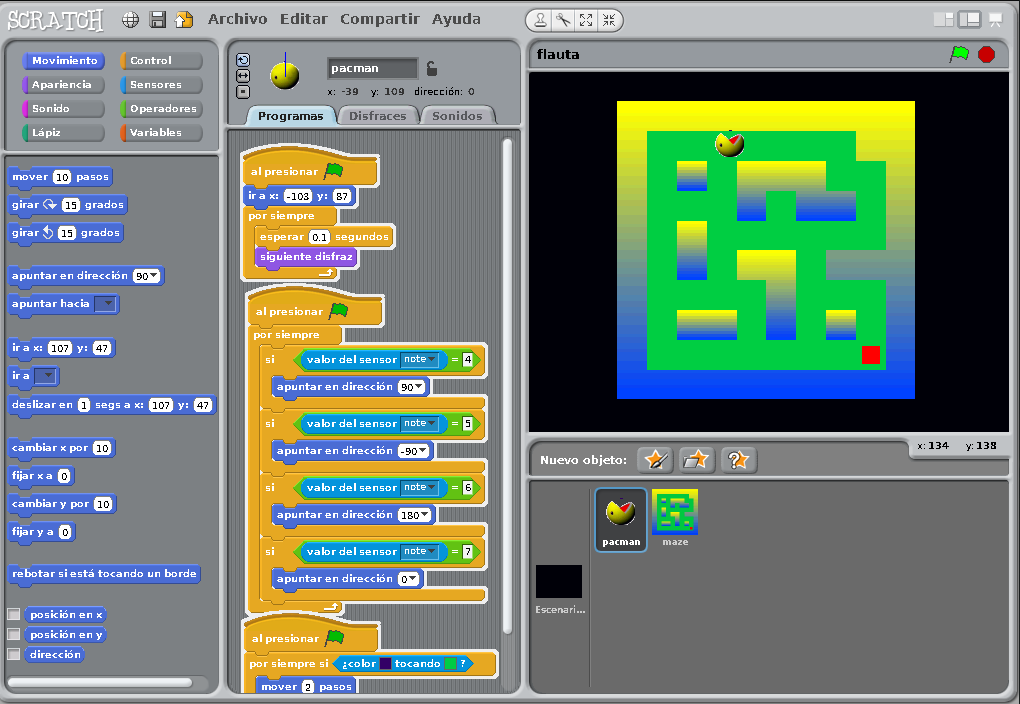 SCRATCH Archivo Editar Compartir Ayuda
Movimiento Control
Apariencia Sensores
Sonido Operadores
Lápiz Variables
mover 10 pasos
girar 15 grados
girar 15 grados
apuntar en dirección 90
apuntar hacia
ir a x: 107 y: 47
ir a
deslizar en 1 segs a x: 107 y: 47
cambiar x por 10
fijar x a 0
cambiar y por 10
fijar y a 0
rebotar si está tocando un borde
posición en x
posición en y
dirección
pacman
x: -39 y: 109 dirección: 0
Programas Disfraces Sonidos
al presionar
ir a x: -103 y: 87
por siempre
esperar 0.1 segundos
siguiente disfraz
al presionar
por siempre
si valor del sensor note = 4
apuntar en dirección 90
si valor del sensor note = 5
apuntar en dirección -90
si valor del sensor note = 6
apuntar en dirección 180
si valor del sensor note = 7
apuntar en dirección 0
al presionar
por siempre si ¿color tocando ?
mover 2 pasos
flauta
x: 134 y: 138
Nuevo objeto:
pacman maze
Escenari...